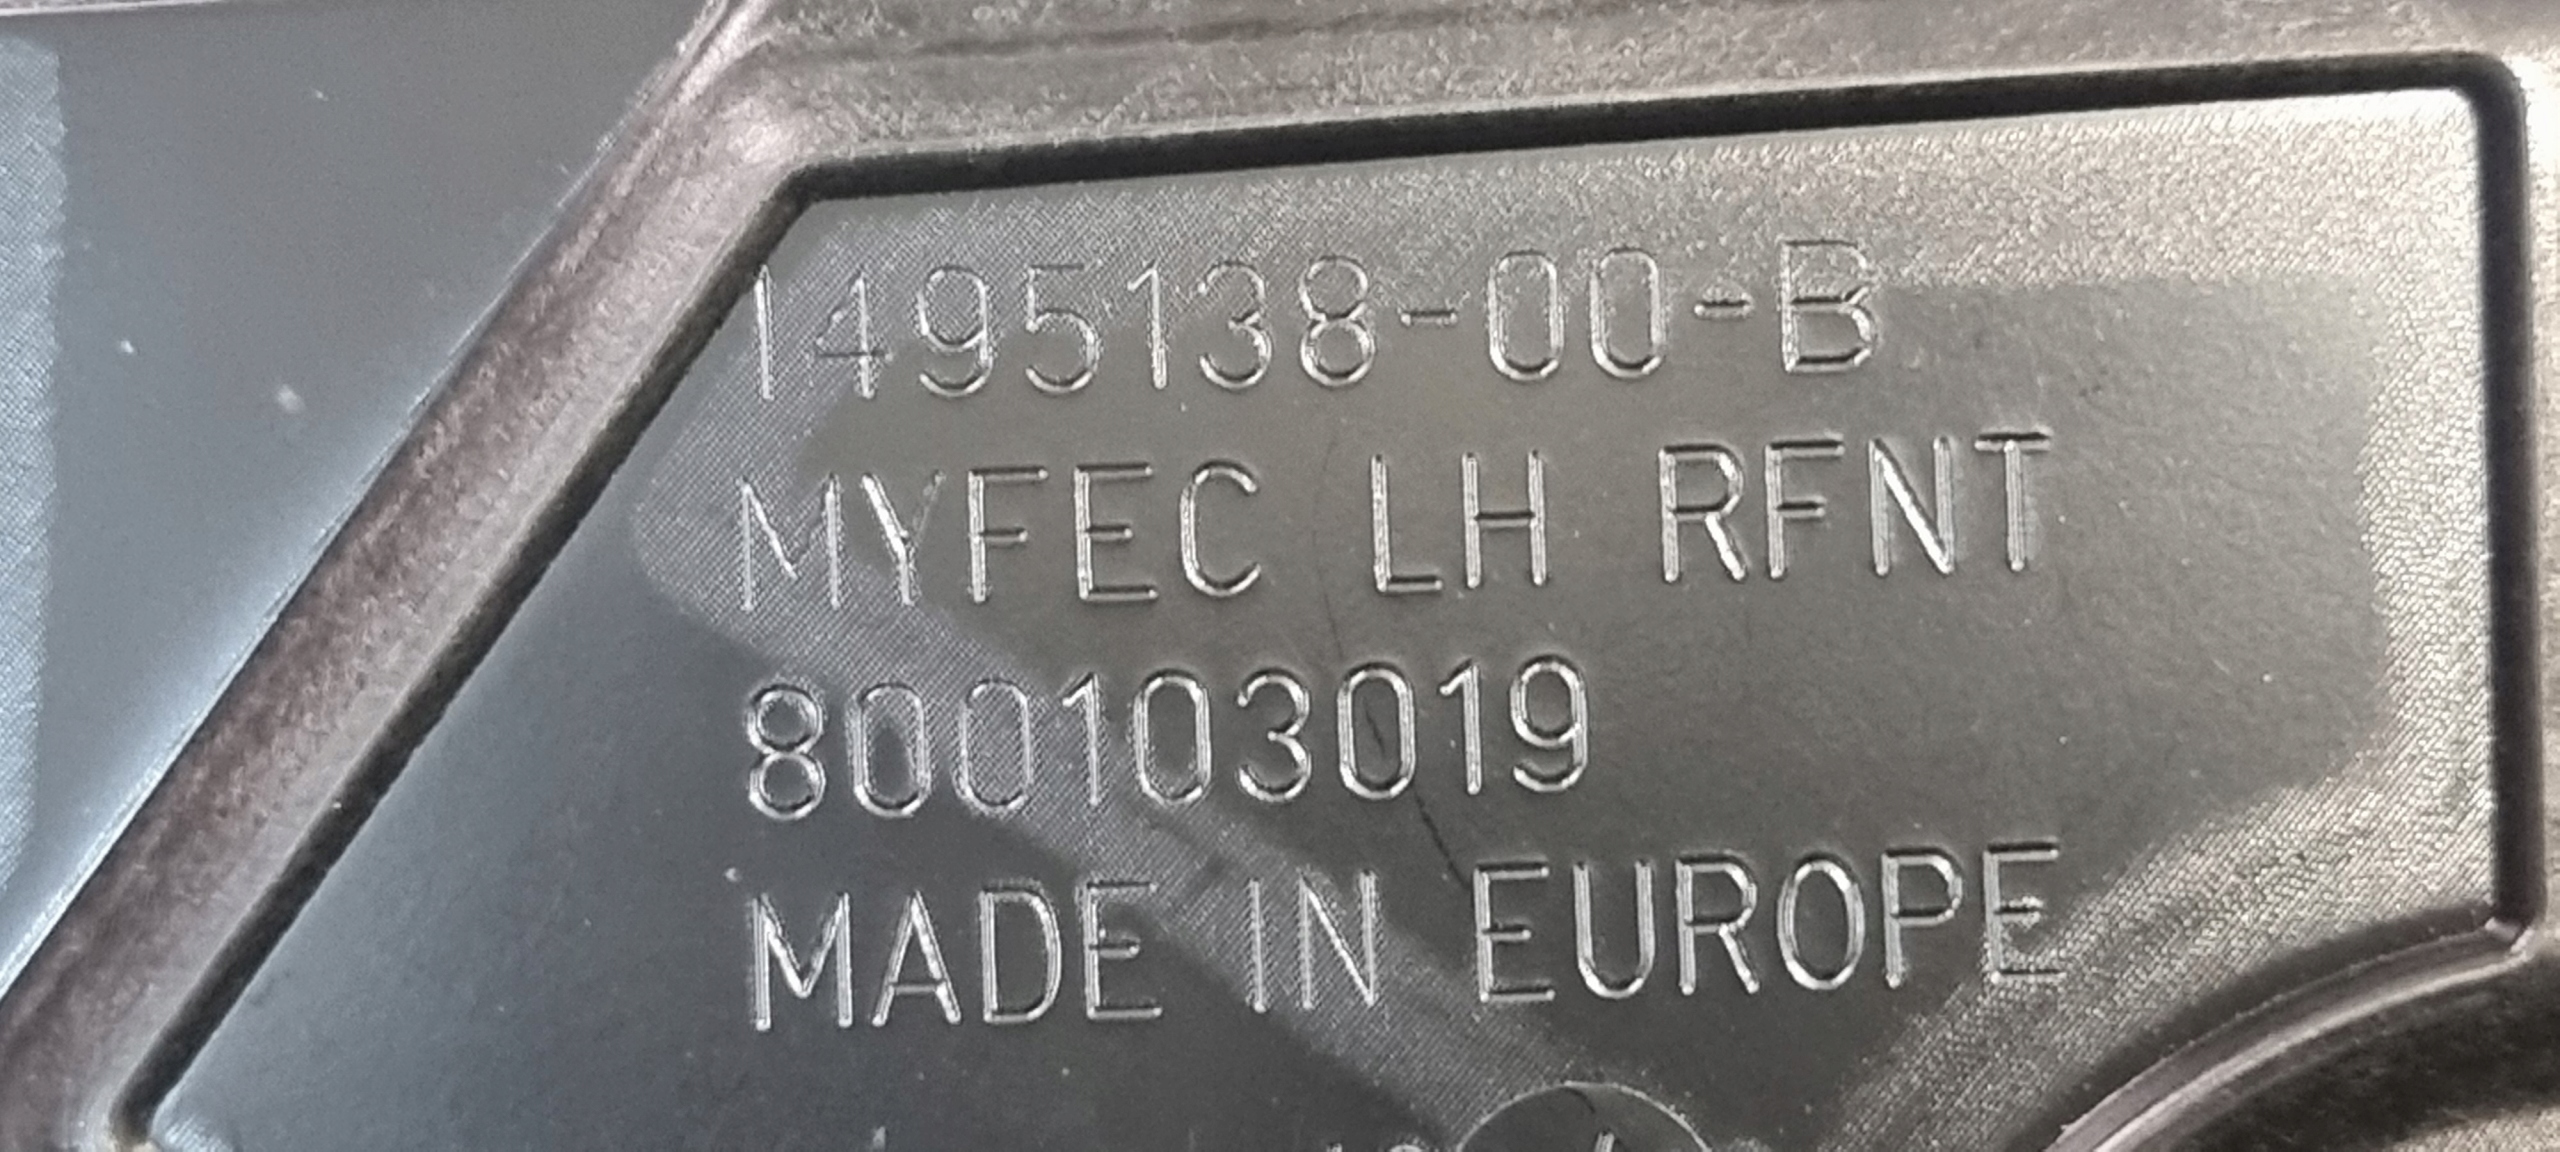 1495138-00-B
MYFEC LH RFNT
800103019
MADE IN EUROPE